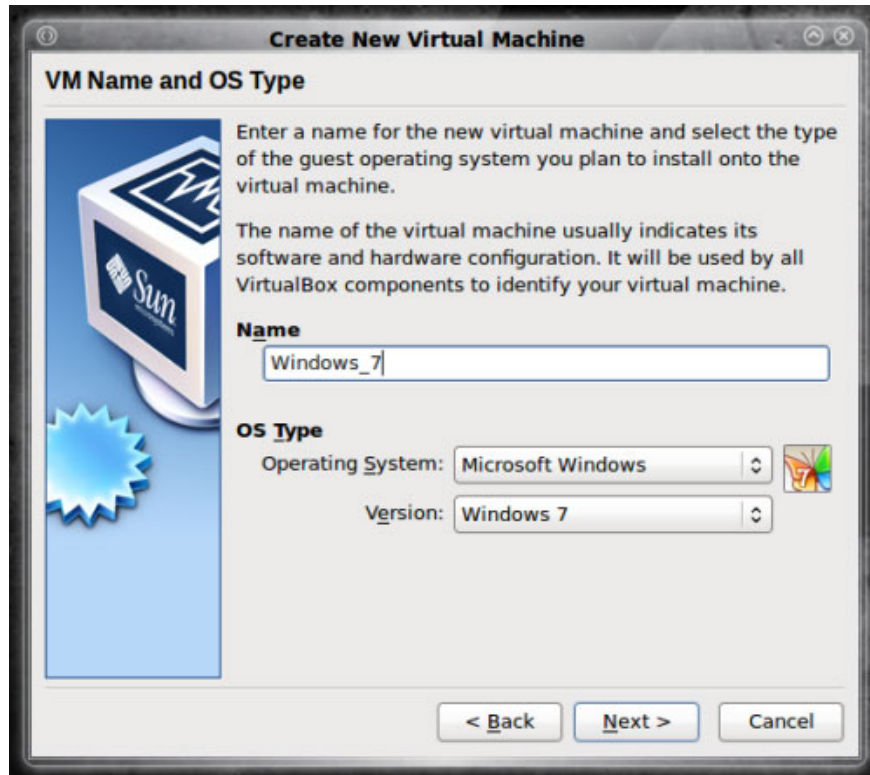 Create New Virtual Machine
VM Name and OS Type
Enter a name for the new virtual machine and select the type
of the guest operating system you plan to install onto the
virtual machine.
The name of the virtual machine usually indicates its
software and hardware configuration. It will be used by all
VirtualBox components to identify your virtual machine.
Sun
microsystems
Name
Windows_7
OS Type
Operating System: Microsoft Windows
7
Version: Windows 7
< Back Next > Cancel